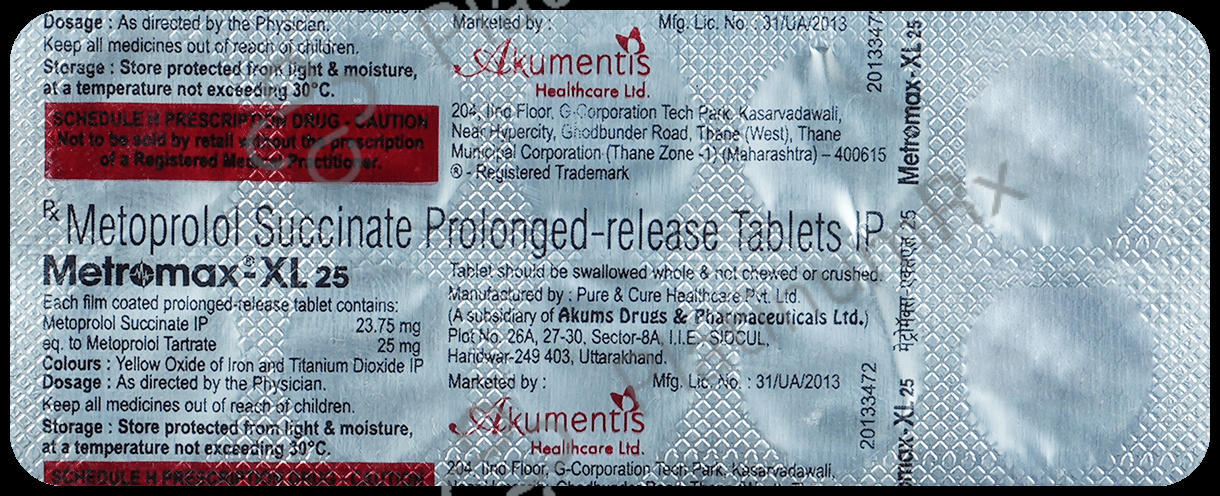 Dosage : As directed by the Physician.
Keep all medicines out of reach of children.
Storage : Store protected from light & moisture,
at a temperature not exceeding 30°C.
SCHEDULE H PRESCRIPTION DRUG - CAUTION
Not to be sold by retail without the prescription
of a Registered Medical Practitioner.
Marketed by :
Mfg. Lic. No. : 31/UA/2013
Akumentis
Healthcare Ltd.
204, IInd Floor, G-Corporation Tech Park, Kasarvadawali,
Near Hypercity, Ghodbunder Road, Thane (West), Thane
Municipal Corporation (Thane Zone -1) (Maharashtra) – 400615
® - Registered Trademark
Rx Metoprolol Succinate Prolonged-release Tablets IP
Metromax®-XL 25
Each film coated prolonged-release tablet contains:
Metoprolol Succinate IP 23.75 mg
eq. to Metoprolol Tartrate 25 mg
Colours : Yellow Oxide of Iron and Titanium Dioxide IP
Dosage : As directed by the Physician.
Keep all medicines out of reach of children.
Storage : Store protected from light & moisture,
at a temperature not exceeding 30°C.
Tablet should be swallowed whole & not chewed or crushed.
Manufactured by : Pure & Cure Healthcare Pvt. Ltd.
(A subsidiary of Akums Drugs & Pharmaceuticals Ltd.)
Plot No. 26A, 27-30, Sector-8A, I.I.E., SIDCUL,
Haridwar-249 403, Uttarakhand.
Marketed by :
Mfg. Lic. No. : 31/UA/2013
Akumentis
Healthcare Ltd.
204, IInd Floor, G-Corporation Tech Park, Kasarvadawali,
2013347
20133472
Metromax-XL 25
मेट्रोमैक्स-एक्सएल 25
max-XL 25